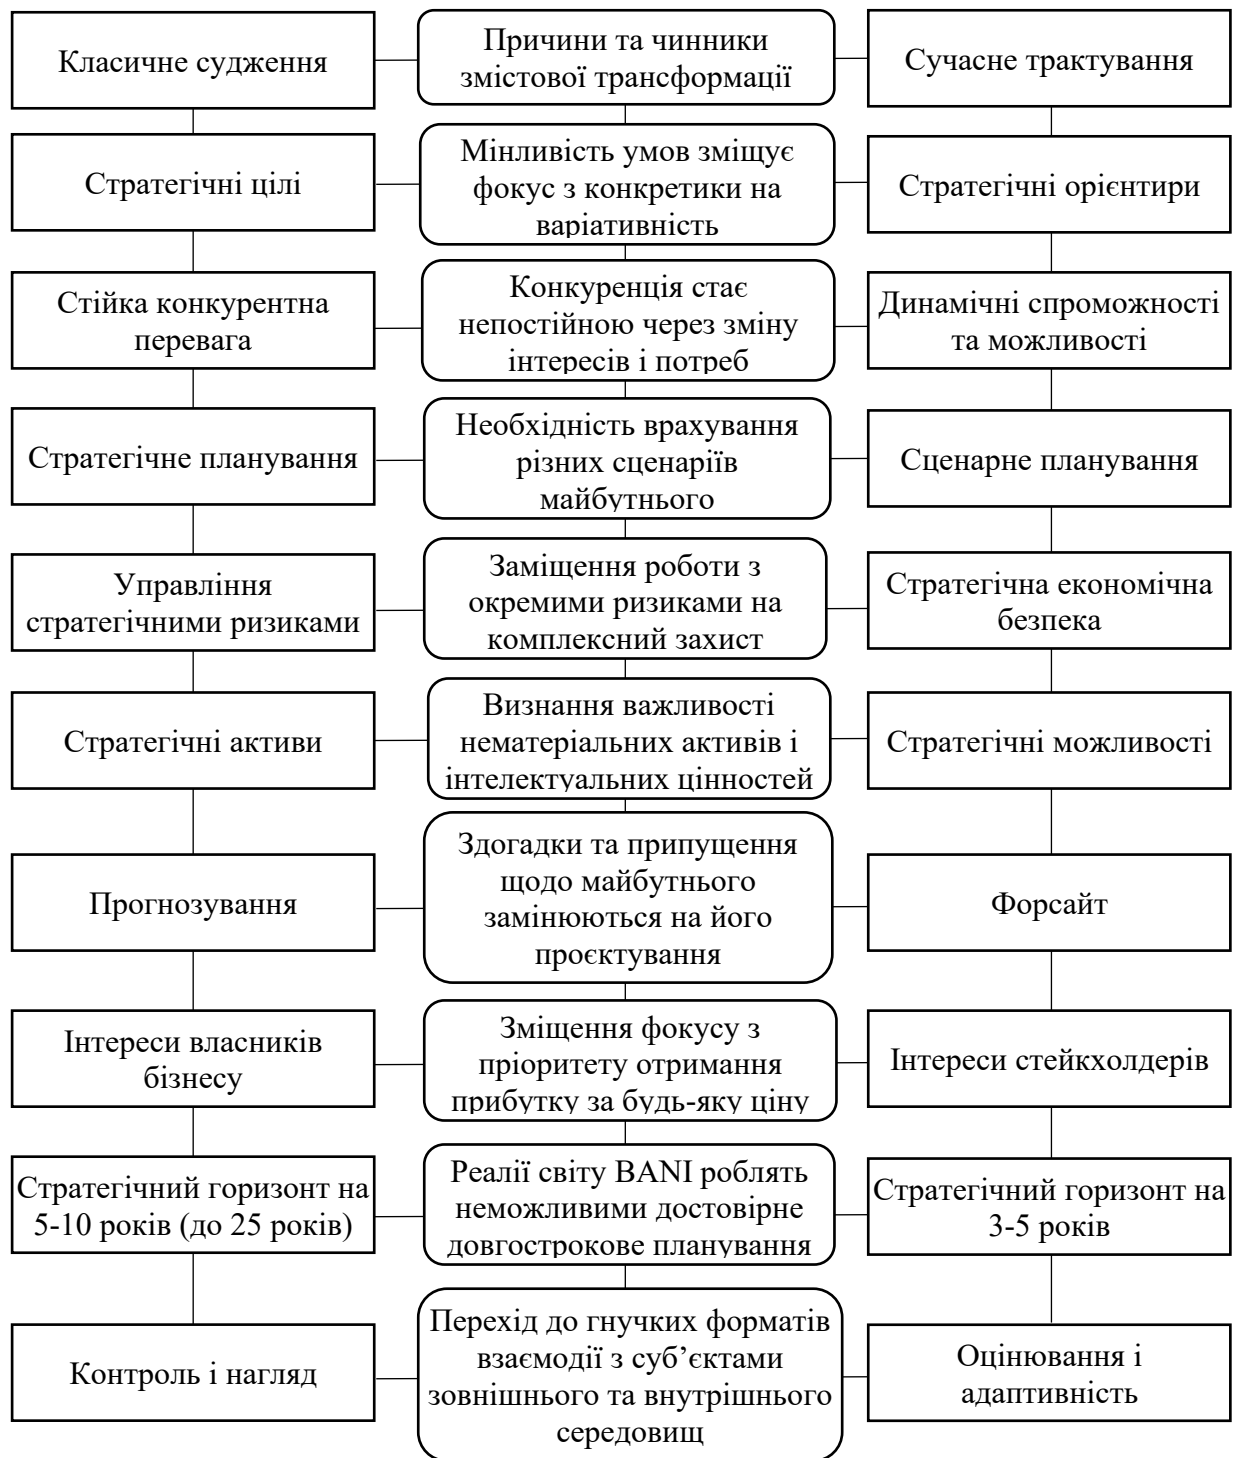 Класичне судження
Причини та чинники
змістової трансформації
Сучасне трактування
Стратегічні цілі
Мінливість умов зміщує
фокус з конкретики на
варіативність
Стратегічні орієнтири
Стійка конкурентна
перевага
Конкуренція стає
непостійною через зміну
інтересів і потреб
Динамічні спроможності
та можливості
Стратегічне планування
Необхідність врахування
різних сценаріїв
майбутнього
Сценарне планування
Управління
стратегічними ризиками
Заміщення роботи з
окремими ризиками на
комплексний захист
Стратегічна економічна
безпека
Стратегічні активи
Визнання важливості
нематеріальних активів і
інтелектуальних цінностей
Стратегічні можливості
Прогнозування
Здогадки та припущення
щодо майбутнього
замінюються на його
проєктування
Форсайт
Інтереси власників
бізнесу
Зміщення фокусу з
пріоритету отримання
прибутку за будь-яку ціну
Інтереси стейкхолдерів
Стратегічний горизонт на
5-10 років (до 25 років)
Реалії світу BANI роблять
неможливими достовірне
довгострокове планування
Стратегічний горизонт на
3-5 років
Контроль і нагляд
Перехід до гнучких форматів
взаємодії з суб’єктами
зовнішнього та внутрішнього
середовищ
Оцінювання і
адаптивність